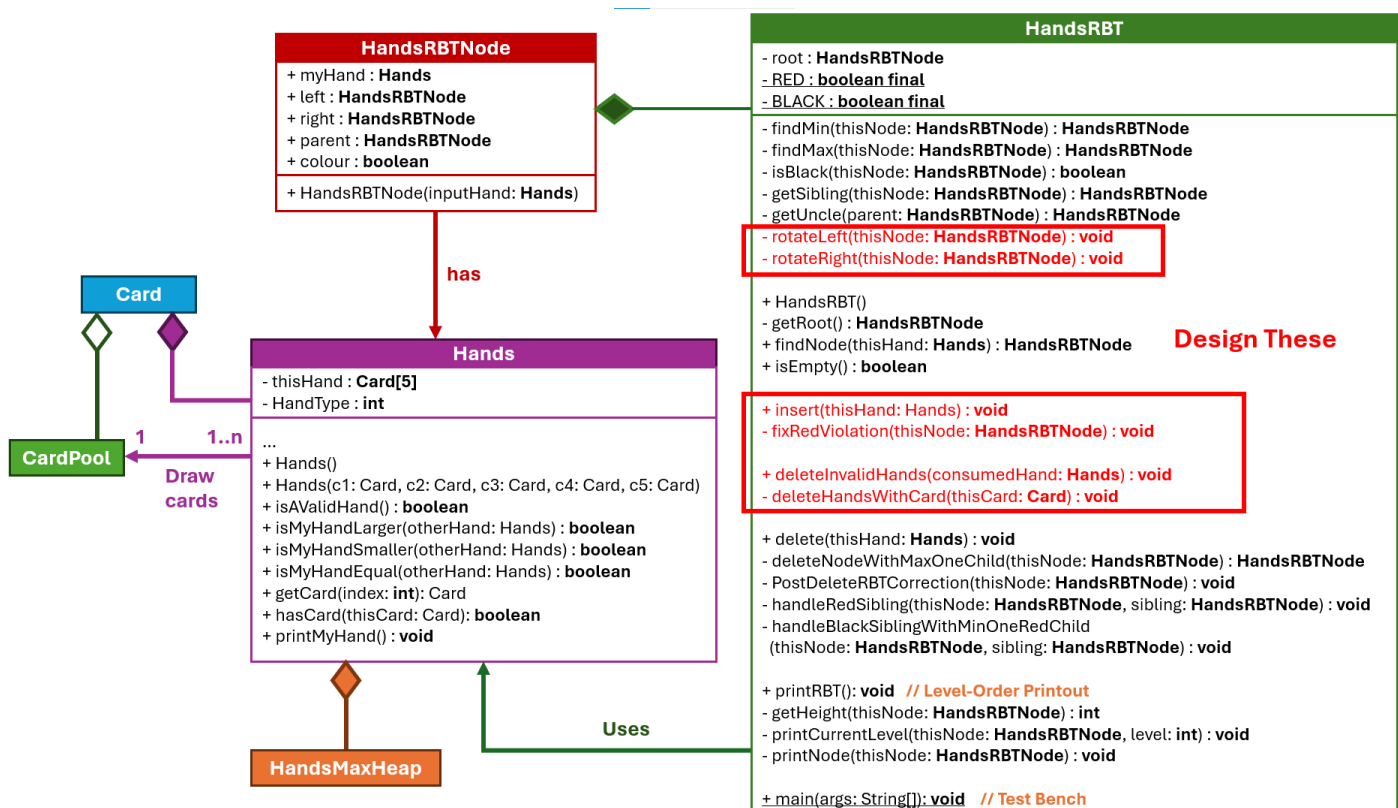 HandsRBTNode
+ myHand : Hands
+ left : HandsRBTNode
+ right : HandsRBTNode
+ parent : HandsRBTNode
+ colour : boolean
+ HandsRBTNode(inputHand: Hands)
has
Card
CardPool
1
1..n
Draw
cards
Hands
- thisHand : Card[5]
- HandType : int
...
+ Hands()
+ Hands(c1: Card, c2: Card, c3: Card, c4: Card, c5: Card)
+ isAValidHand() : boolean
+ isMyHandLarger(otherHand: Hands) : boolean
+ isMyHandSmaller(otherHand: Hands) : boolean
+ isMyHandEqual(otherHand: Hands) : boolean
+ getCard(index: int): Card
+ hasCard(thisCard: Card): boolean
+ printMyHand() : void
HandsMaxHeap
Uses
HandsRBT
- root : HandsRBTNode
- RED : boolean final
- BLACK : boolean final
- findMin(thisNode: HandsRBTNode) : HandsRBTNode
- findMax(thisNode: HandsRBTNode) : HandsRBTNode
- isBlack(thisNode: HandsRBTNode) : boolean
- getSibling(thisNode: HandsRBTNode) : HandsRBTNode
- getUncle(parent: HandsRBTNode) : HandsRBTNode
- rotateLeft(thisNode: HandsRBTNode) : void
- rotateRight(thisNode: HandsRBTNode) : void
+ HandsRBT()
- getRoot() : HandsRBTNode
+ findNode(thisHand: Hands) : HandsRBTNode
+ isEmpty() : boolean
Design These
+ insert(thisHand: Hands) : void
- fixRedViolation(thisNode: HandsRBTNode) : void
+ deleteInvalidHands(consumedHand: Hands) : void
- deleteHandsWithCard(thisCard: Card) : void
+ delete(thisHand: Hands) : void
- deleteNodeWithMaxOneChild(thisNode: HandsRBTNode) : HandsRBTNode
- PostDeleteRBTCorrection(thisNode: HandsRBTNode) : void
- handleRedSibling(thisNode: HandsRBTNode, sibling: HandsRBTNode) : void
- handleBlackSiblingWithMinOneRedChild
(thisNode: HandsRBTNode, sibling: HandsRBTNode) : void
+ printRBT(): void // Level-Order Printout
- getHeight(thisNode: HandsRBTNode) : int
- printCurrentLevel(thisNode: HandsRBTNode, level: int) : void
- printNode(thisNode: HandsRBTNode) : void
+ main(args: String[]): void // Test Bench